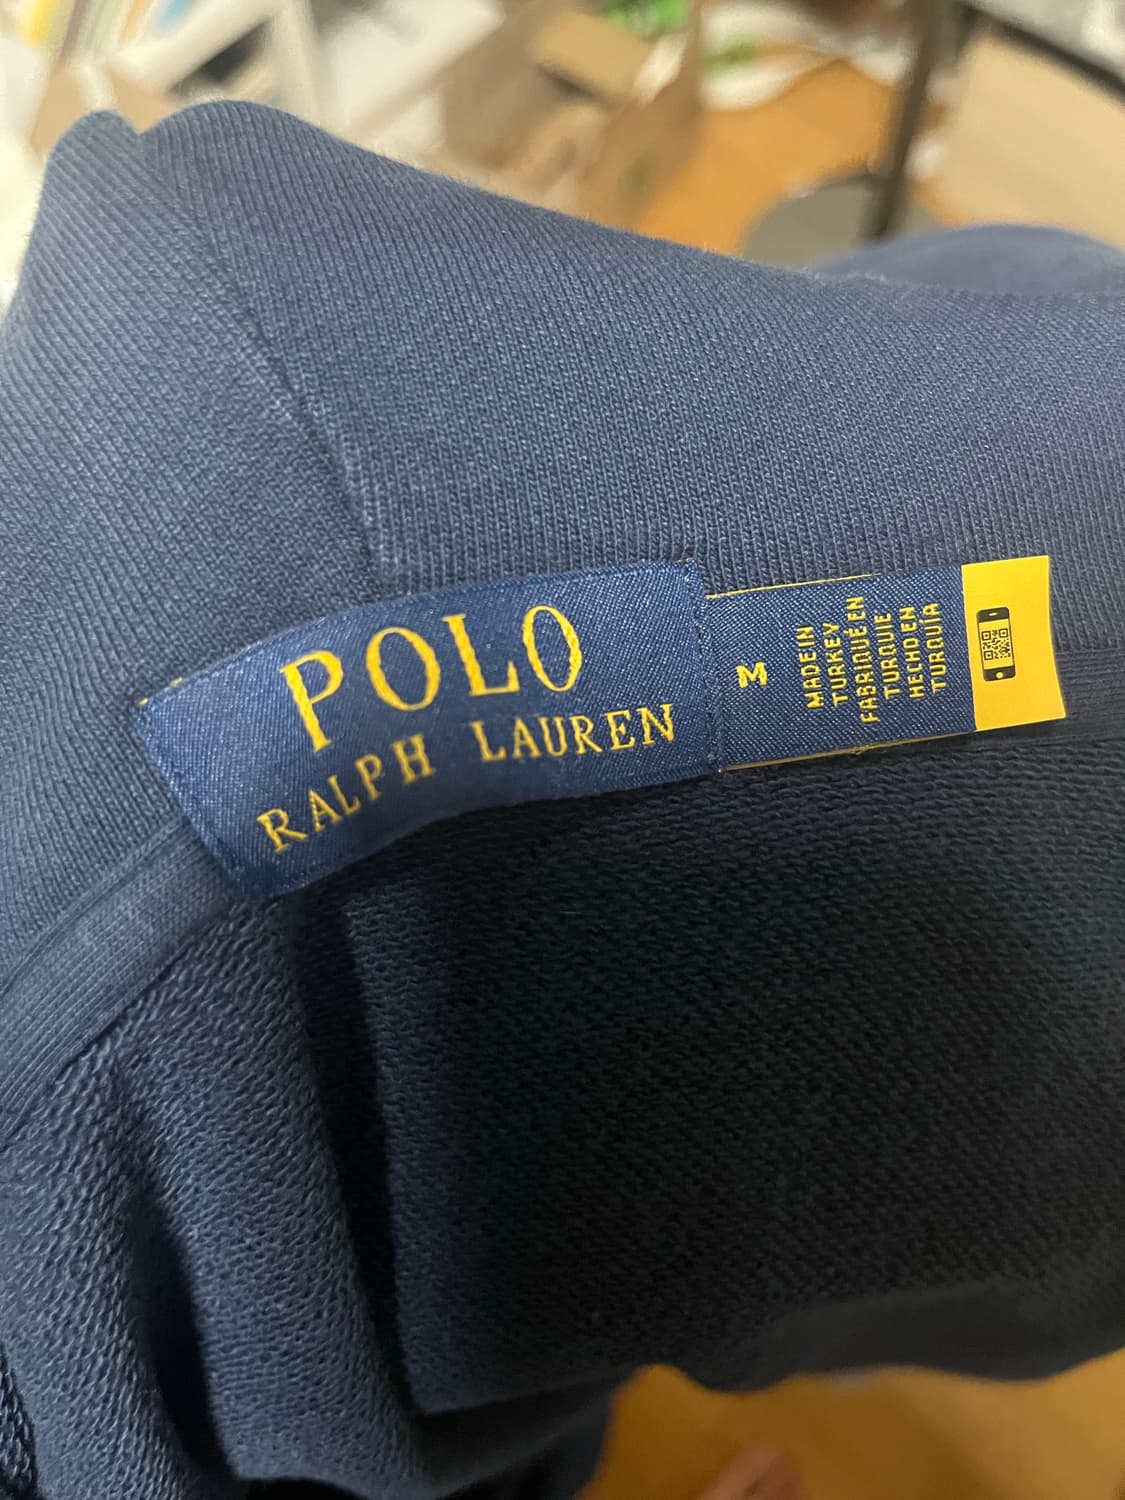 POLO
RALPH LAUREN
M
MADE IN
TURKEY
FABRIQUÉ EN
TURQUIE
HECHO EN
TURQUÍA